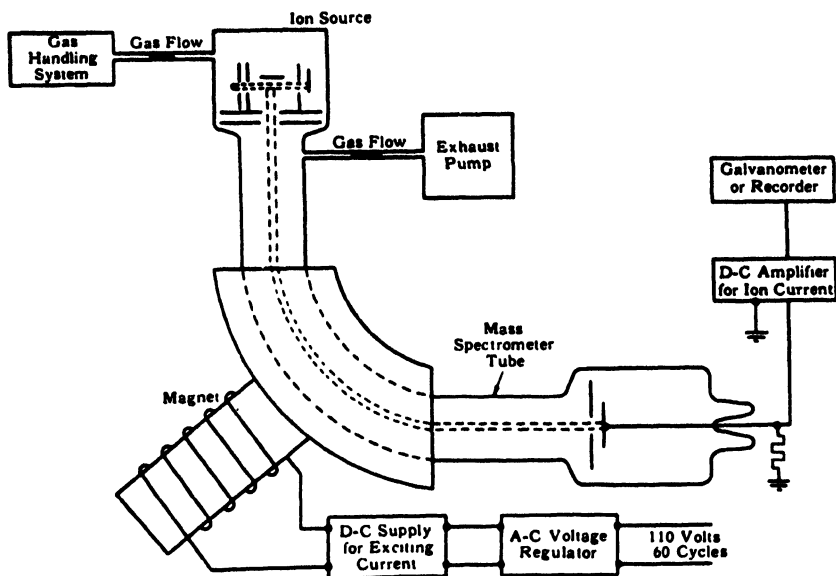 Ion Source
Gas
Handling
System
Gas Flow
Gas Flow
Exhaust
Pump
Galvanometer
or Recorder
D-C Amplifier
for Ion Current
Mass
Spectrometer
Tube
Magnet
D-C Supply
for Exciting
Current
A-C Voltage
Regulator
110 Volts
60 Cycles